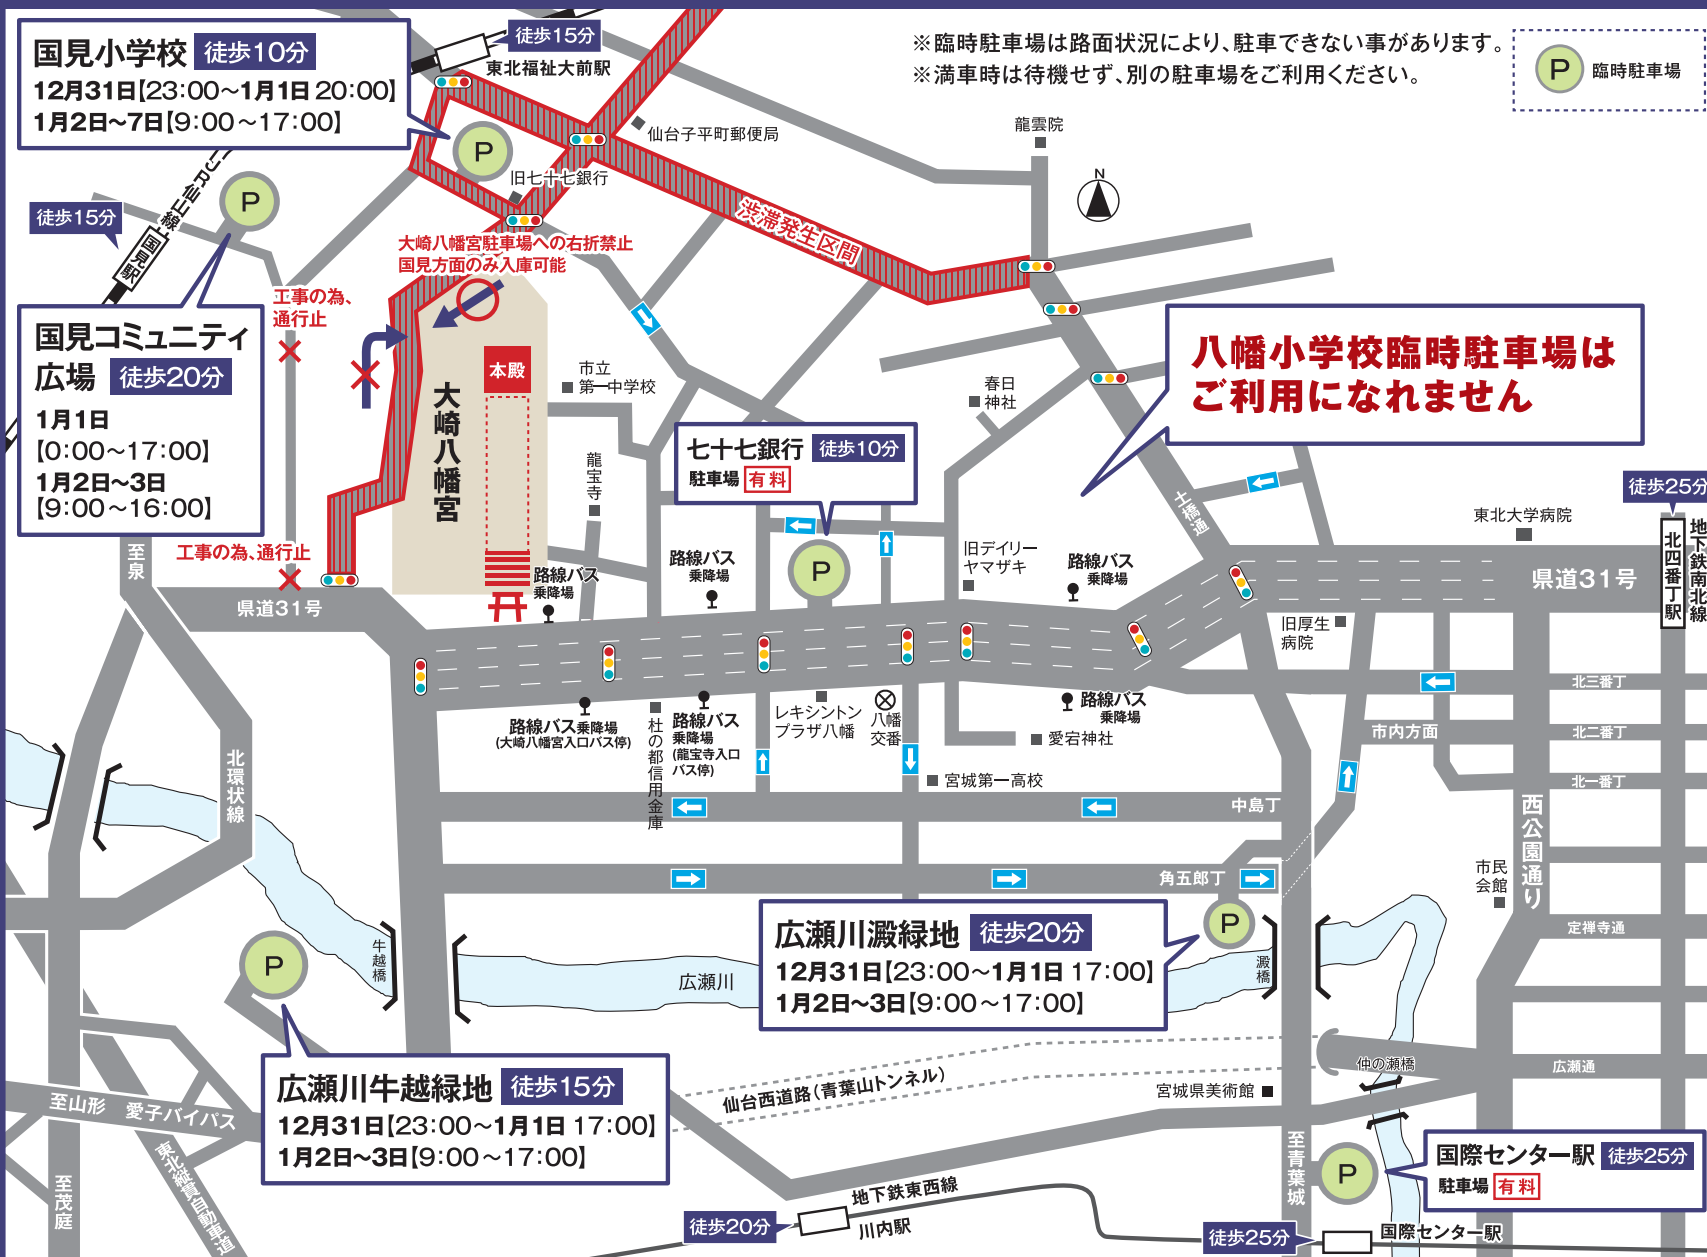 国見小学校 徒歩10分
12月31日【23:00～1月1日 20:00】
1月2日～7日【9:00～17:00】
徒歩15分
東北福祉大前駅
※臨時駐車場は路面状況により、駐車できない事があります。
※満車時は待機せず、別の駐車場をご利用ください。
P 臨時駐車場
仙台子平町郵便局
龍雲院
N
P
旧七十七銀行
JR仙山線
P
徒歩15分
国見駅
渋滞発生区間
大崎八幡宮駐車場への右折禁止
国見方面のみ入庫可能
工事の為、
通行止
国見コミュニティ
広場 徒歩20分
1月1日
【0:00～17:00】
1月2日～3日
【9:00～16:00】
本殿
大崎八幡宮
市立
第一中学校
春日
神社
八幡小学校臨時駐車場は
ご利用になれません
七十七銀行 徒歩10分
駐車場 有料
龍宝寺
土橋通
徒歩25分
東北大学病院
北四番丁駅
地下鉄南北線
至泉
工事の為、通行止
県道31号
路線バス
乗降場
路線バス
乗降場
P
旧デイリー
ヤマザキ
路線バス
乗降場
県道31号
旧厚生
病院
路線バス乗降場
(大崎八幡宮入口バス停)
杜の都信用金庫
路線バス
乗降場
(龍宝寺入口
バス停)
レキシントン
プラザ八幡
八幡
交番
路線バス
乗降場
愛宕神社
宮城第一高校
北三番丁
市内方面
北二番丁
北一番丁
北環状線
中島丁
西公園通り
角五郎丁
市民
会館
P
定禅寺通
牛越橋
P
広瀬川
広瀬川澱緑地 徒歩20分
12月31日【23:00～1月1日 17:00】
1月2日～3日【9:00～17:00】
澱橋
広瀬川牛越緑地 徒歩15分
12月31日【23:00～1月1日 17:00】
1月2日～3日【9:00～17:00】
仲の瀬橋
広瀬通
仙台西道路(青葉山トンネル)
宮城県美術館
至山形 愛子バイパス
東北縦貫自動車道
至茂庭
至青葉城
P
国際センター駅 徒歩25分
駐車場 有料
地下鉄東西線
徒歩20分
川内駅
徒歩25分
国際センター駅